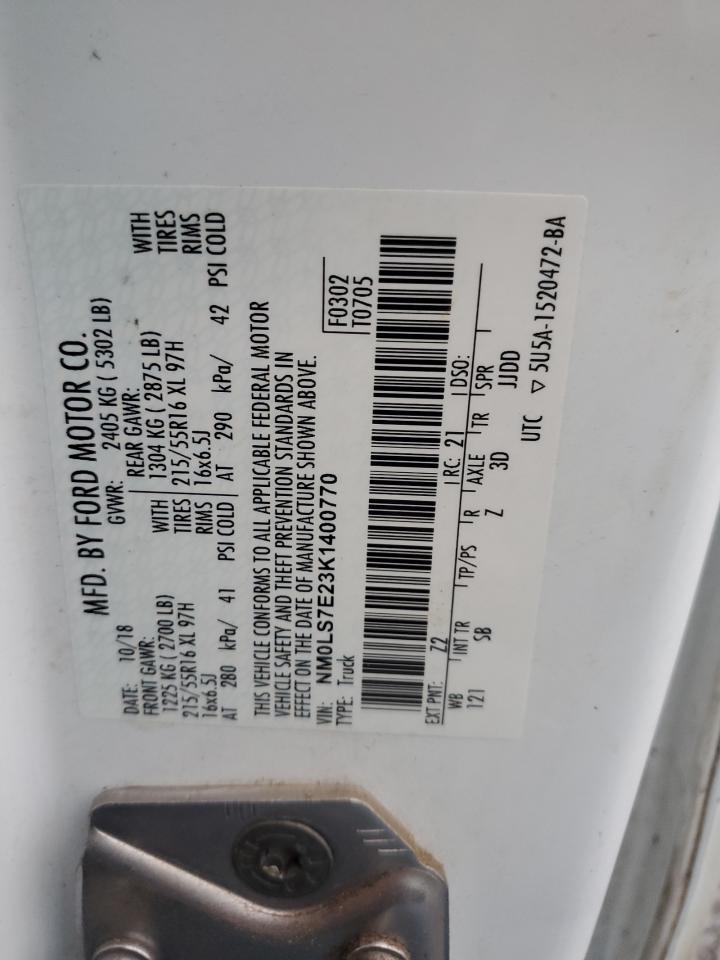 MFD. BY FORD MOTOR CO.
DATE: 10/18 GVWR: 2405 KG ( 5302 LB)
FRONT GAWR: REAR GAWR:
1225 KG ( 2700 LB) WITH 1304 KG ( 2875 LB) WITH
215/55R16 XL 97H TIRES 215/55R16 XL 97H TIRES
16x6.5J RIMS 16x6.5J RIMS
AT 280 kPa/ 41 PSI COLD AT 290 kPa/ 42 PSI COLD
THIS VEHICLE CONFORMS TO ALL APPLICABLE FEDERAL MOTOR
VEHICLE SAFETY AND THEFT PREVENTION STANDARDS IN
EFFECT ON THE DATE OF MANUFACTURE SHOWN ABOVE.
VIN: NM0LS7E23K1400770 F0302
TYPE: Truck T0705
EXT PNT: Z2 RC: 21 DSO:
WB INT TR TP/PS R AXLE TR SPR
121 SB Z 3D JJDD
UTC ▽ 5U5A-1520472-BA